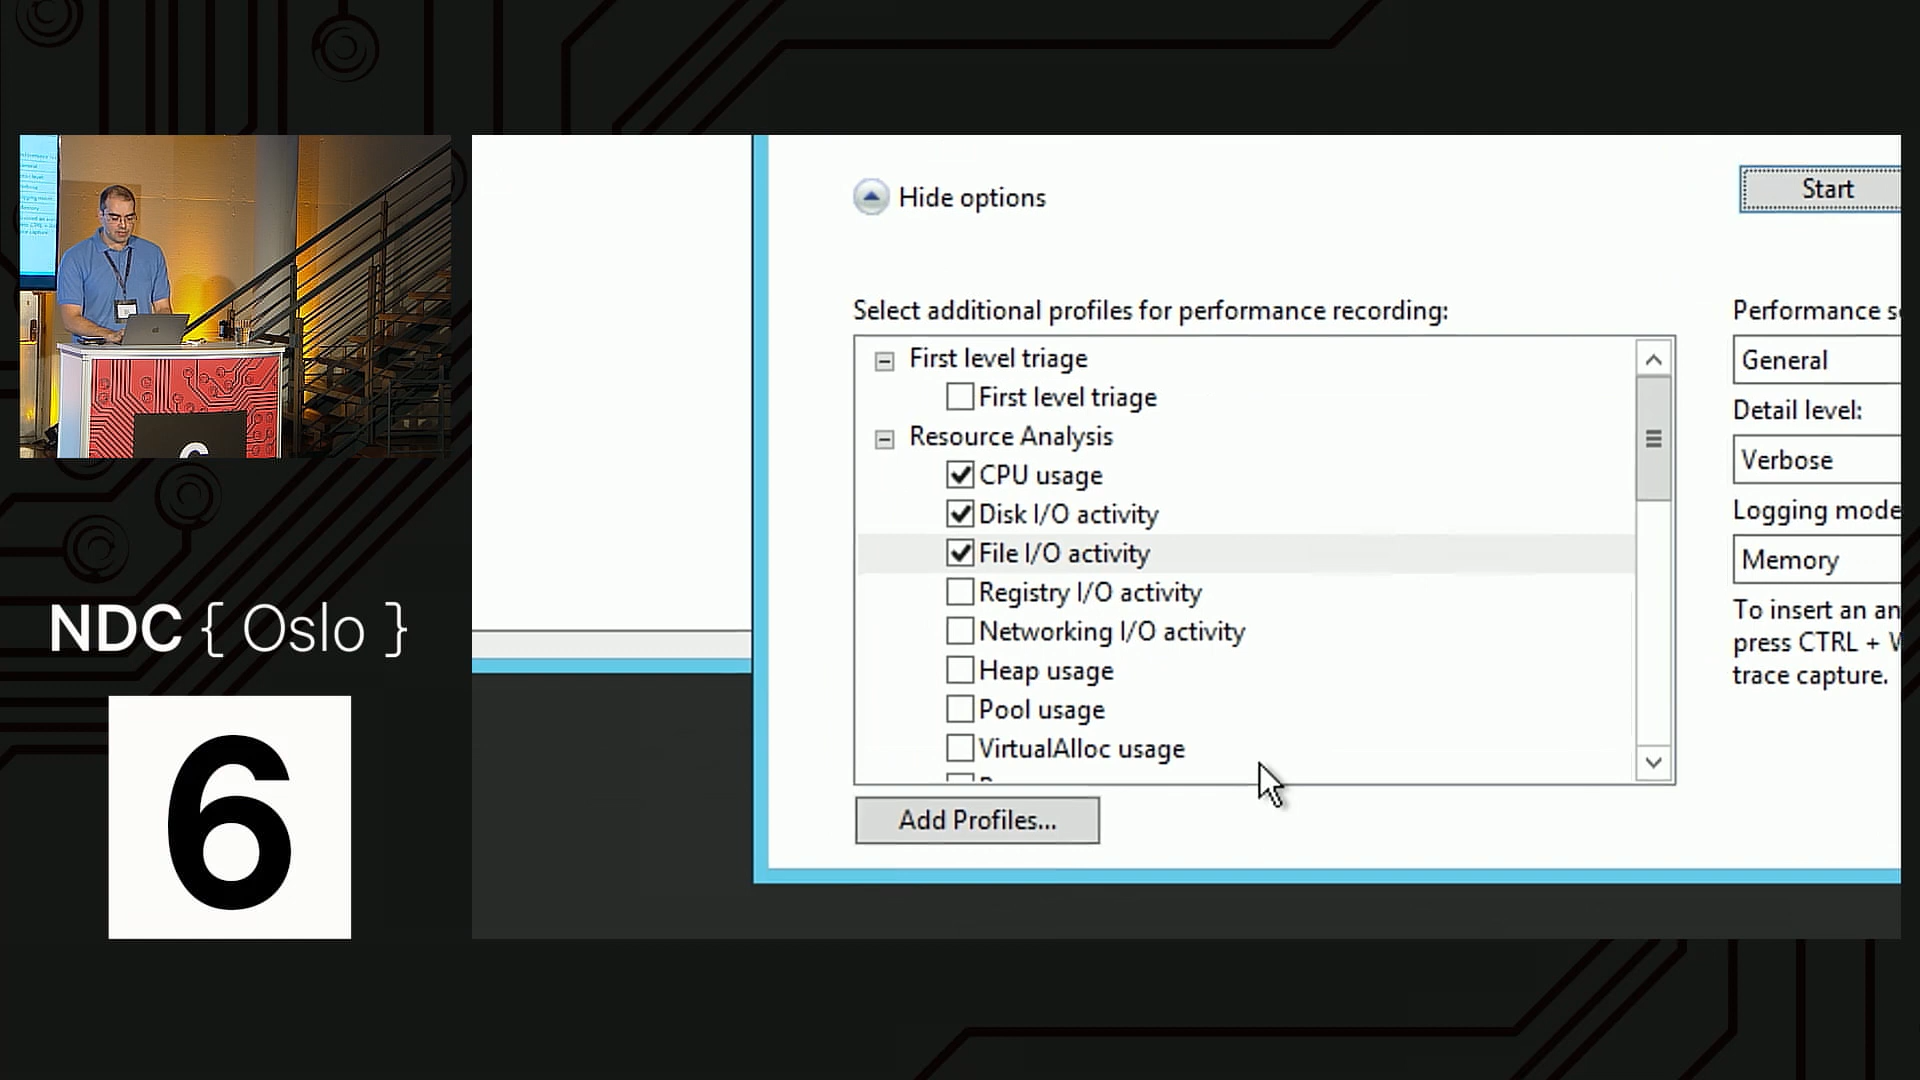 Hide options
Start
Select additional profiles for performance recording:
First level triage
First level triage
Resource Analysis
CPU usage
Disk I/O activity
File I/O activity
Registry I/O activity
Networking I/O activity
Heap usage
Pool usage
VirtualAlloc usage
Add Profiles...
Performance
General
Detail level:
Verbose
Logging mode
Memory
To insert an
press CTRL +
trace capture.
NDC { Oslo }
6